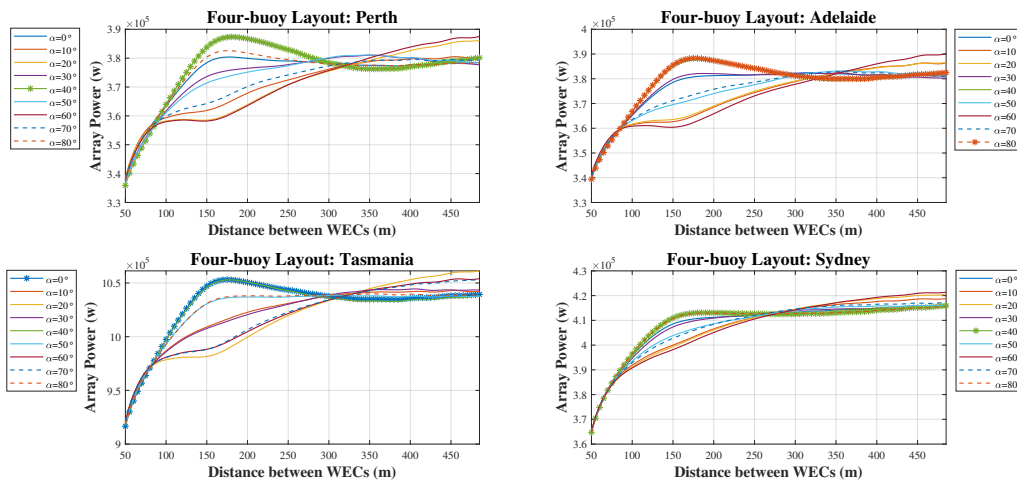 Four-buoy Layout: Perth
×10⁵
3.9
3.8
3.7
3.6
3.5
3.4
3.3
Array Power (w)
50 100 150 200 250 300 350 400 450
Distance between WECs (m)
α=0°
α=10°
α=20°
α=30°
α=40°
α=50°
α=60°
α=70°
α=80°
Four-buoy Layout: Adelaide
×10⁵
4
3.9
3.8
3.7
3.6
3.5
3.4
3.3
Array Power (w)
50 100 150 200 250 300 350 400 450
Distance between WECs (m)
α=0°
α=10
α=20
α=30
α=40
α=50
α=60
α=70
α=80
Four-buoy Layout: Tasmania
×10⁵
10.5
10
9.5
9
Array Power (w)
50 100 150 200 250 300 350 400 450
Distance between WECs (m)
α=0°
α=10°
α=20°
α=30°
α=40°
α=50°
α=60°
α=70°
α=80°
Four-buoy Layout: Sydney
×10⁵
4.3
4.2
4.1
4
3.9
3.8
3.7
3.6
Array Power (w)
50 100 150 200 250 300 350 400 450
Distance between WECs (m)
α=0°
α=10
α=20
α=30
α=40
α=50
α=60
α=70
α=80